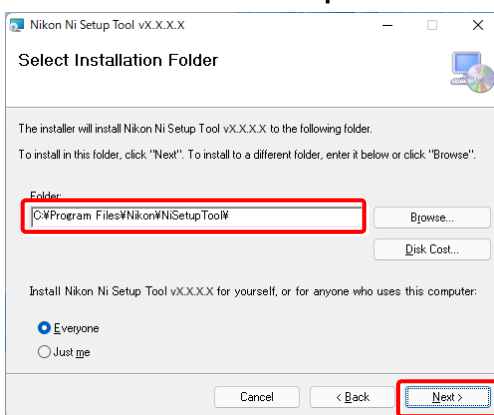 Nikon Ni Setup Tool vX.X.X.X
Select Installation Folder
The installer will install Nikon Ni Setup Tool vX.X.X.X to the following folder.
To install in this folder, click "Next". To install to a different folder, enter it below or click "Browse".
Folder:
C:¥Program Files¥Nikon¥NiSetupTool¥
Browse...
Disk Cost...
Install Nikon Ni Setup Tool vX.X.X.X for yourself, or for anyone who uses this computer:
Everyone
Just me
Cancel
< Back
Next >